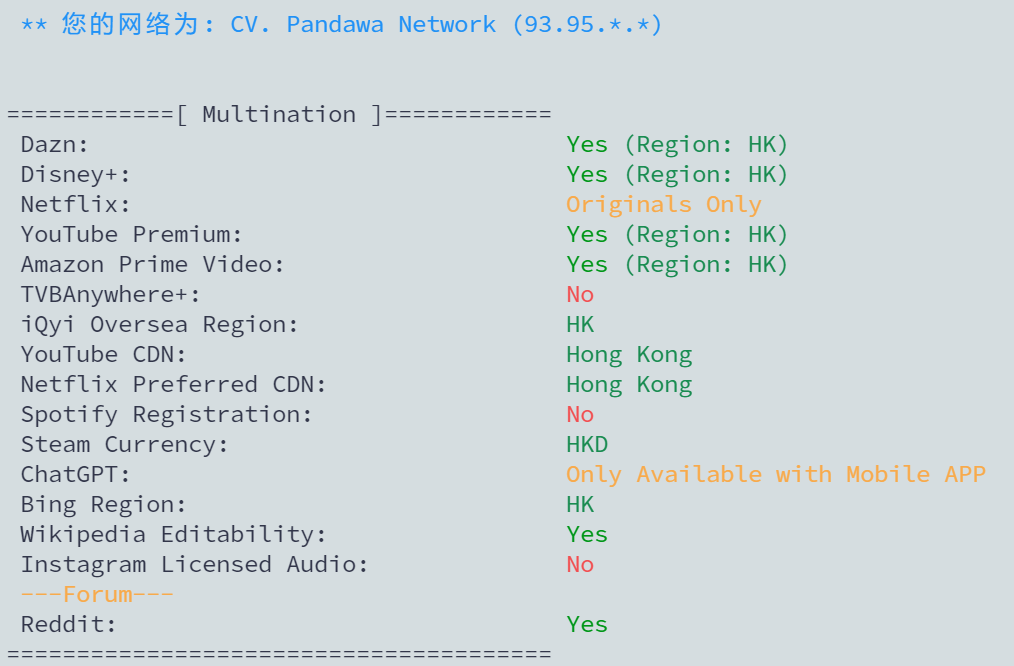 ** 您的网络为: CV. Pandawa Network (93.95.*.*)
============[ Multination ]============
Dazn: Yes (Region: HK)
Disney+: Yes (Region: HK)
Netflix: Originals Only
YouTube Premium: Yes (Region: HK)
Amazon Prime Video: Yes (Region: HK)
TVBAnywhere+: No
iQyi Oversea Region: HK
YouTube CDN: Hong Kong
Netflix Preferred CDN: Hong Kong
Spotify Registration: No
Steam Currency: HKD
ChatGPT: Only Available with Mobile APP
Bing Region: HK
Wikipedia Editability: Yes
Instagram Licensed Audio: No
---Forum---
Reddit: Yes
=======================================